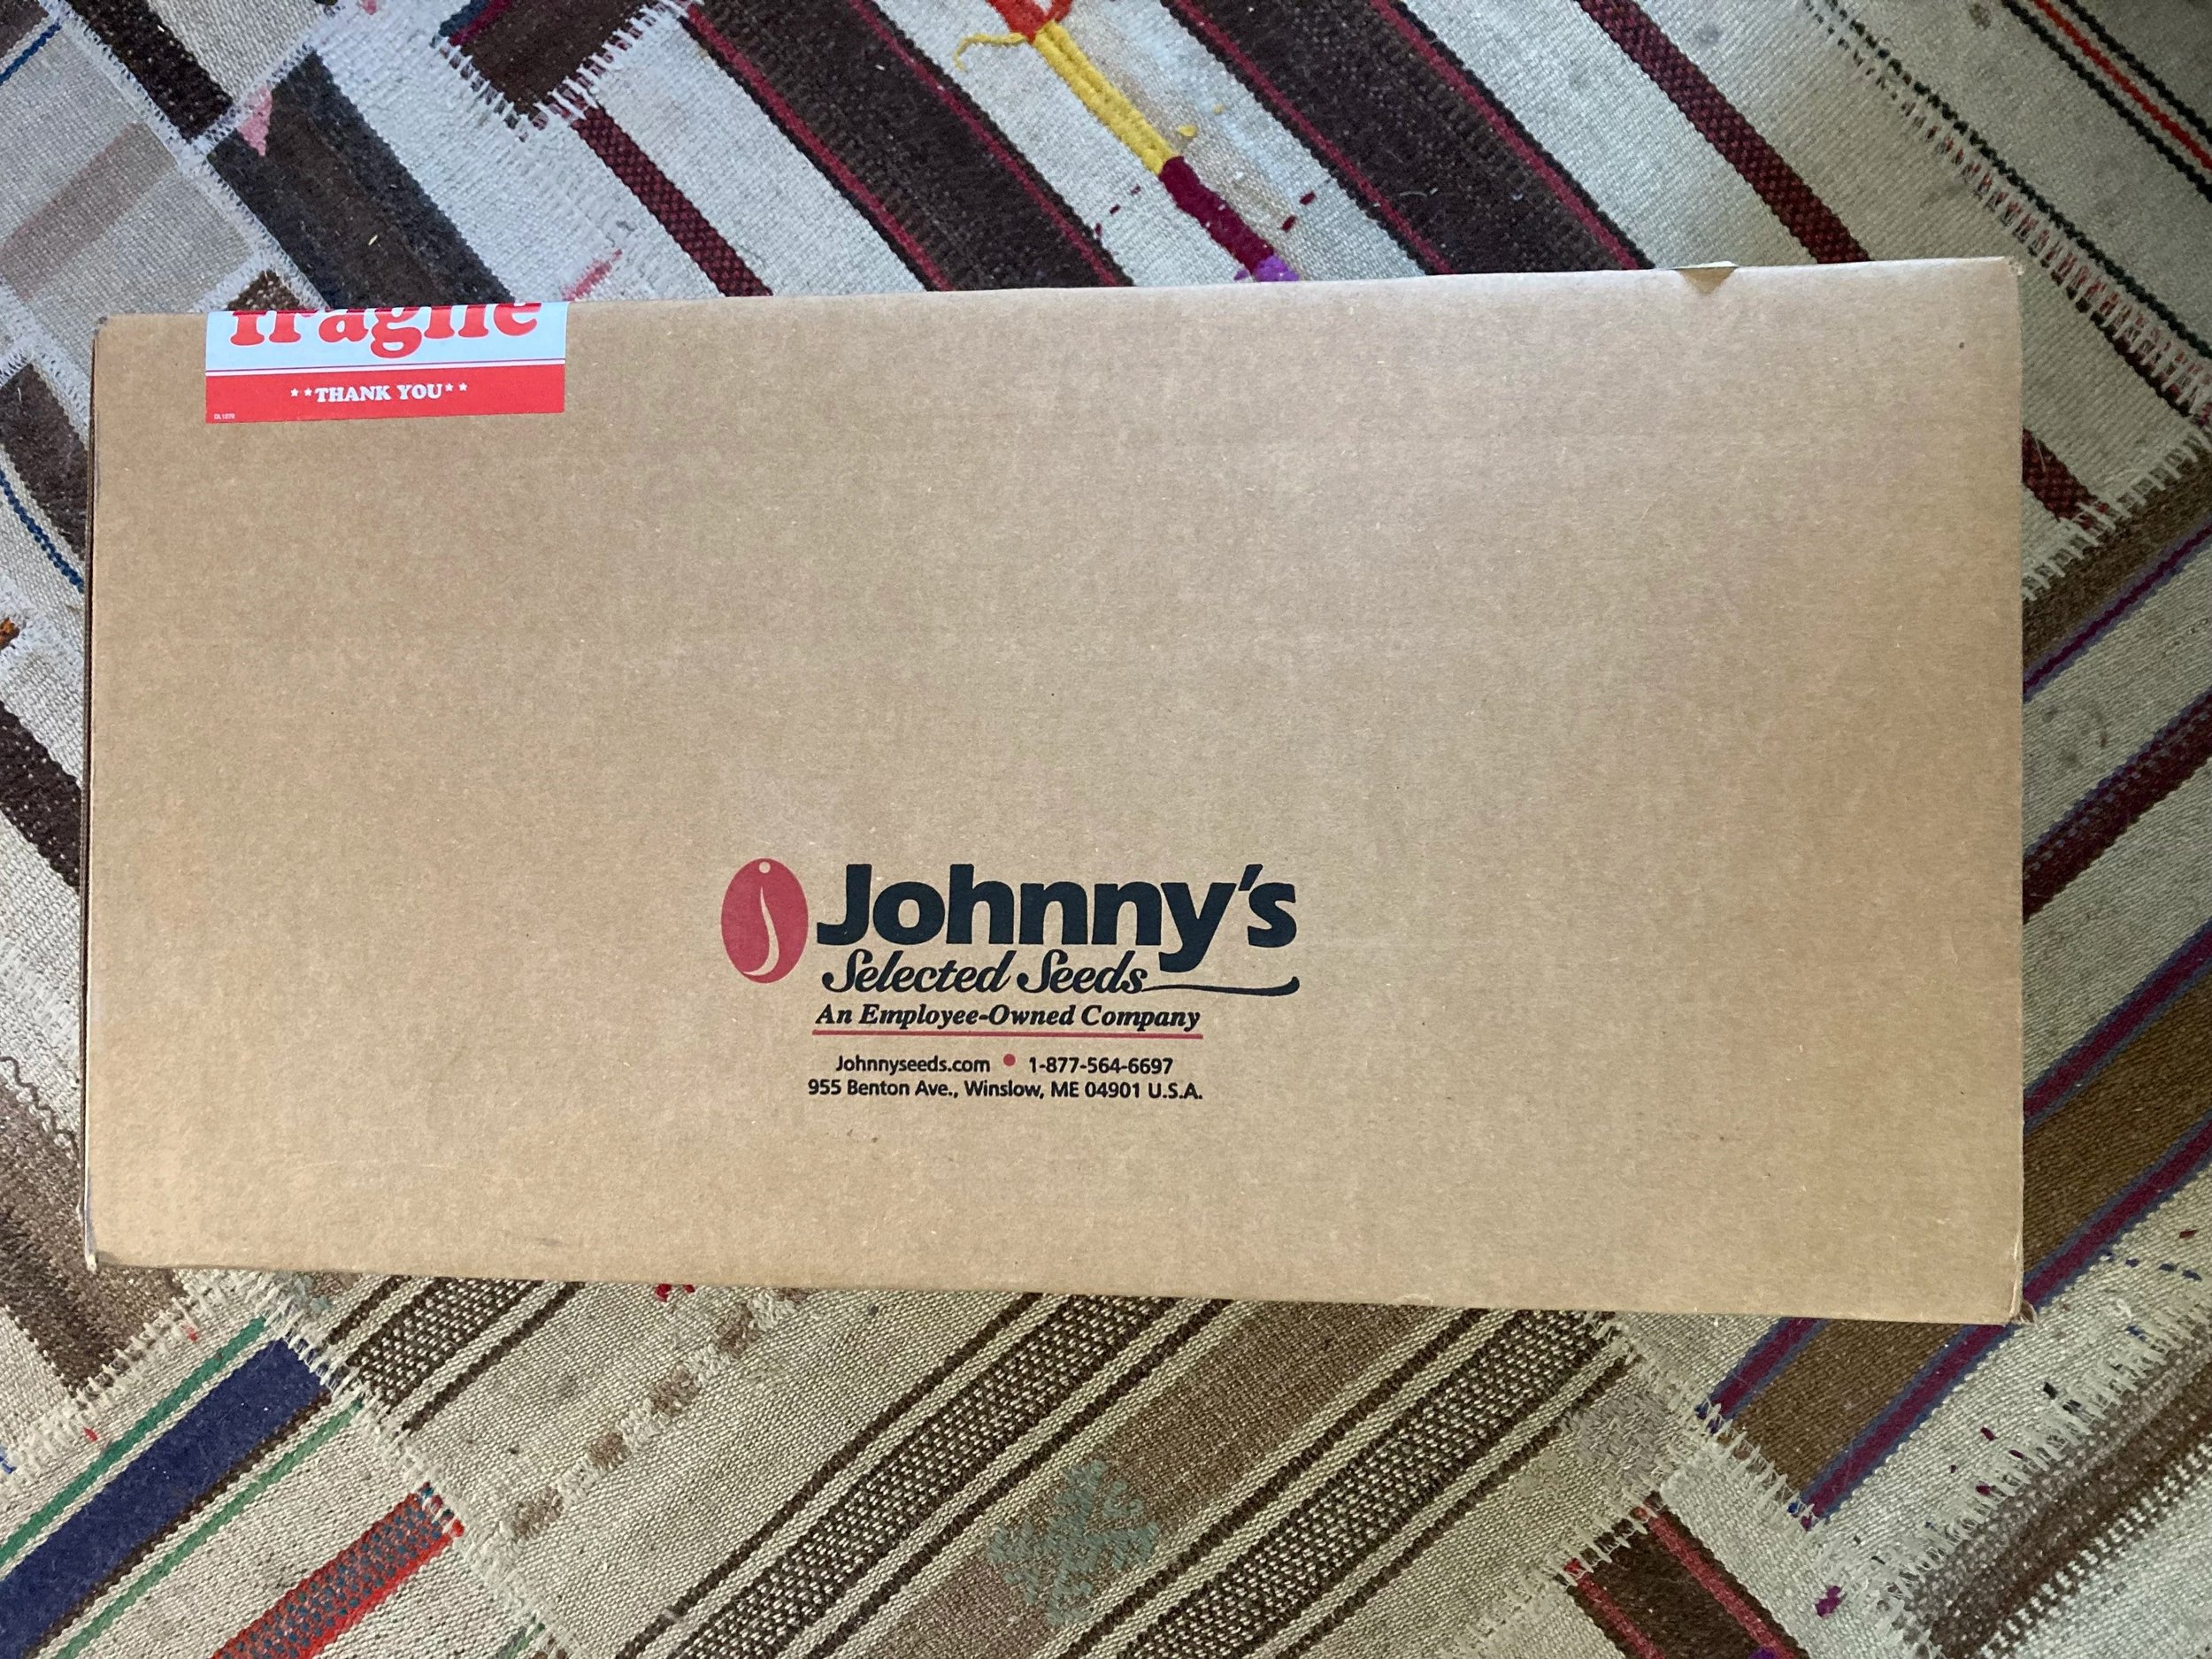 fragile
**THANK YOU**
Johnny's
Selected Seeds
An Employee-Owned Company
Johnnyseeds.com • 1-877-564-6697
955 Benton Ave., Winslow, ME 04901 U.S.A.